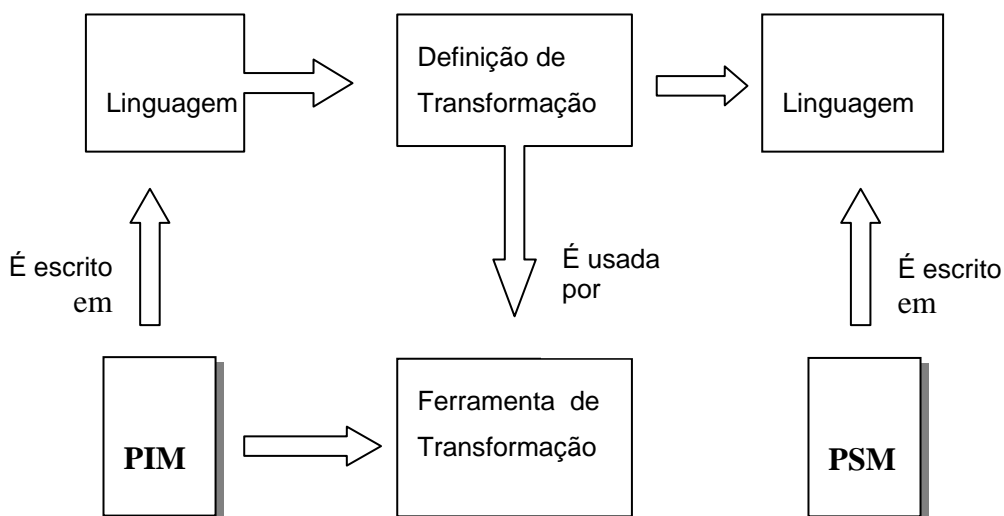 Linguagem
Definição de
Transformação
Linguagem
É escrito
em
É usada
por
É escrito
em
PIM
Ferramenta de
Transformação
PSM